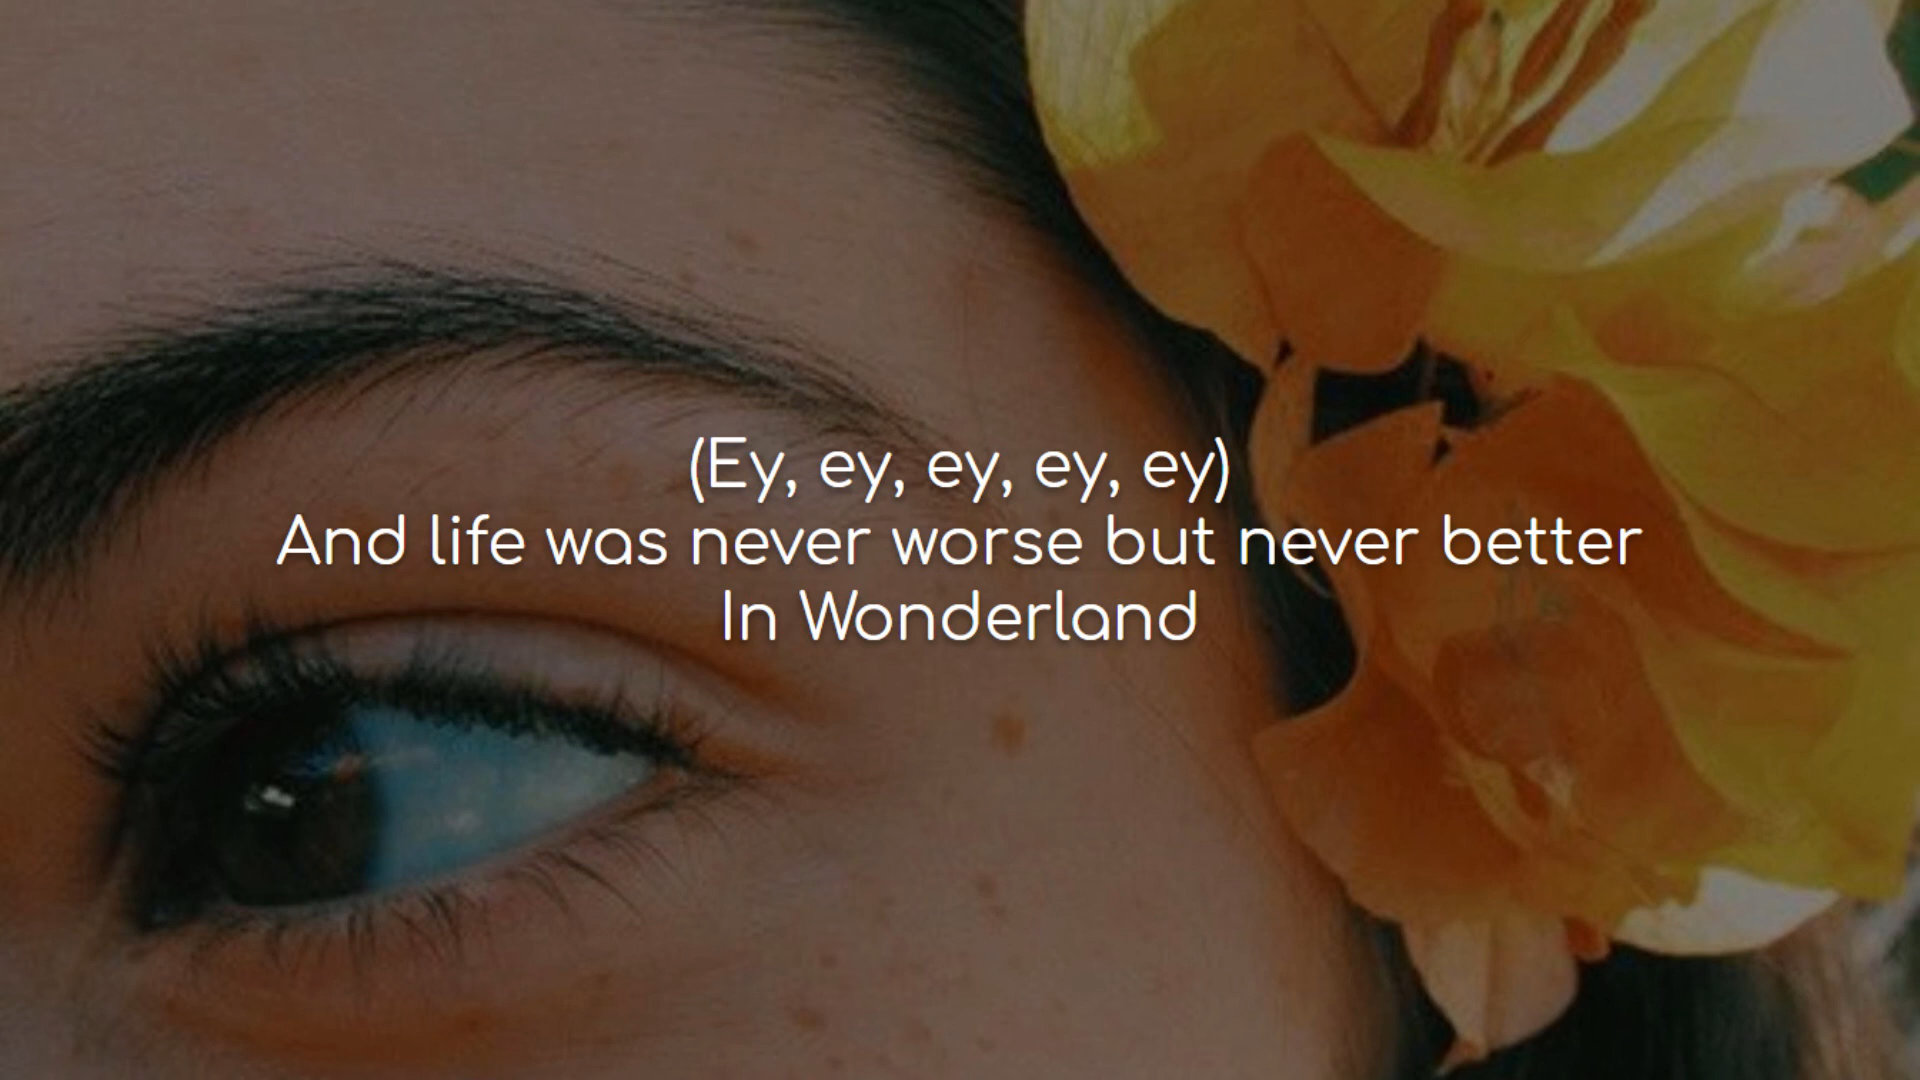 (Ey, ey, ey, ey, ey)
And life was never worse but never better
In Wonderland